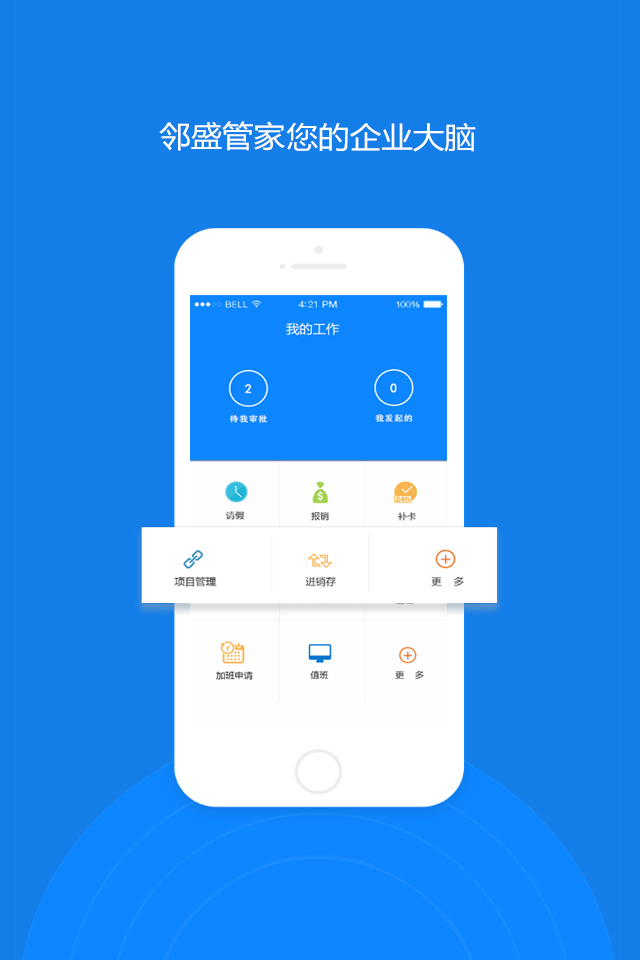 邻盛管家您的企业大脑
BELL 4:21 PM 100%
我的工作
2 0
待我审批 我发起的
请假 报销 补卡
项目管理 进销存 更 多
加班申请 值班 更 多